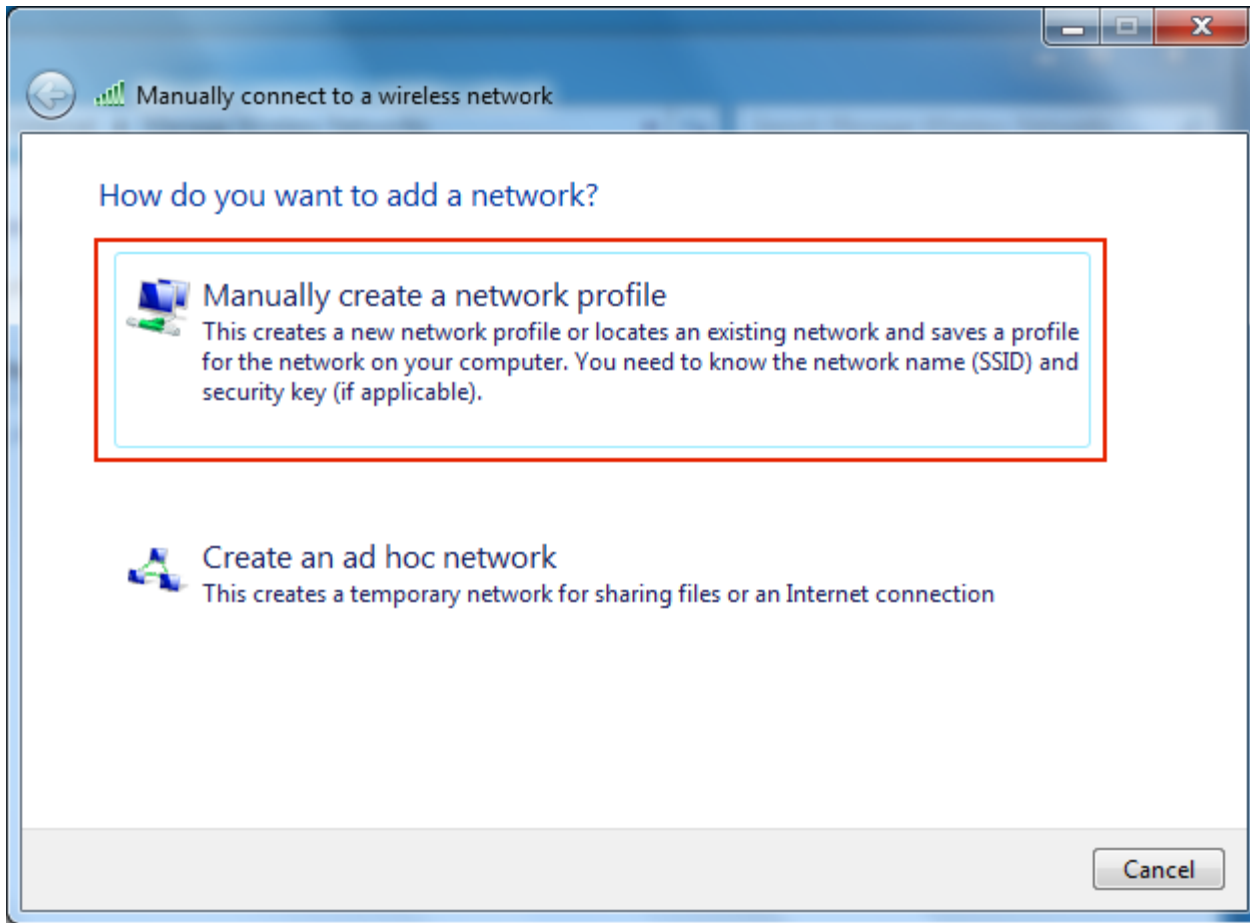 Manually connect to a wireless network
How do you want to add a network?
Manually create a network profile
This creates a new network profile or locates an existing network and saves a profile
for the network on your computer. You need to know the network name (SSID) and
security key (if applicable).
Create an ad hoc network
This creates a temporary network for sharing files or an Internet connection
Cancel